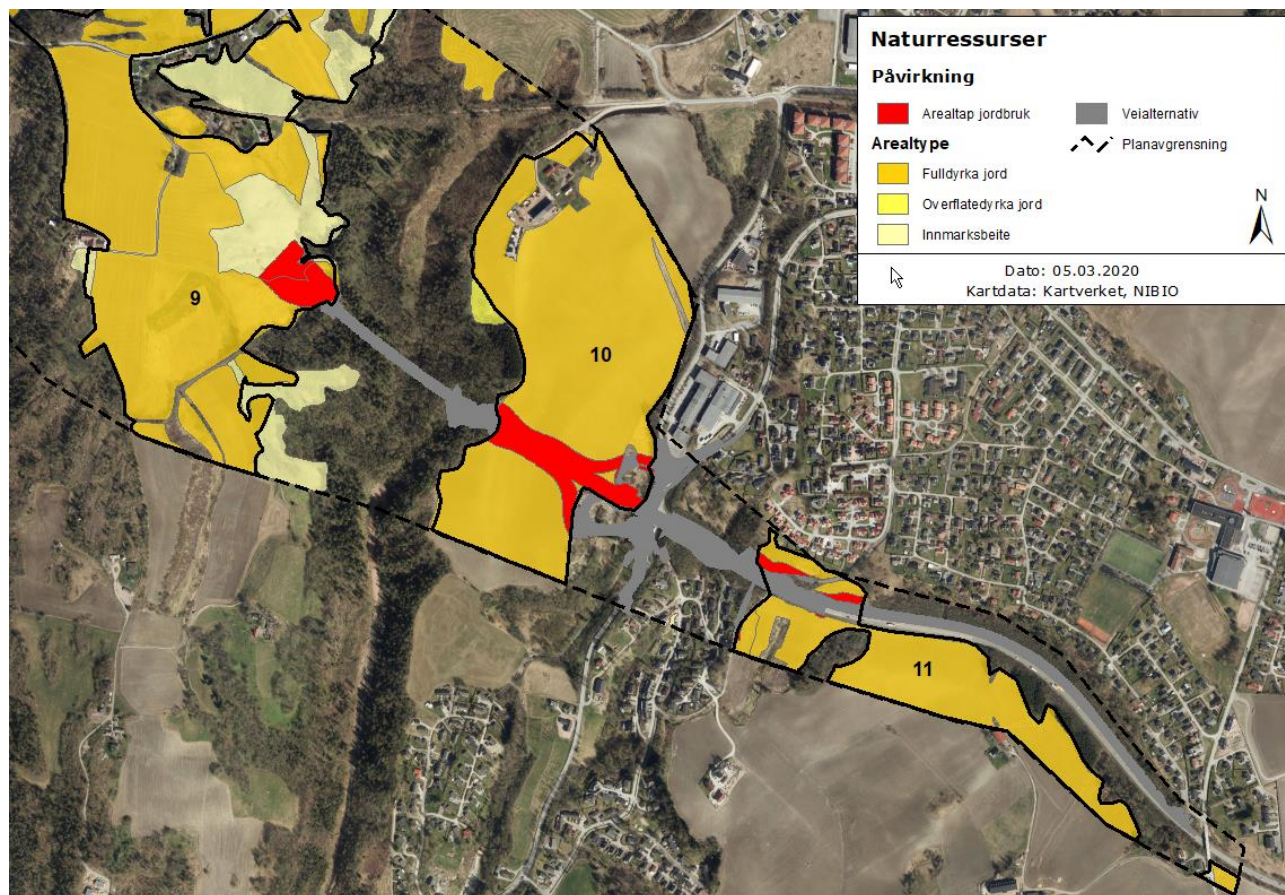 Naturressurser
Påvirkning
Arealtap jordbruk
Veialternativ
Arealtype
Planavgrensning
Fulldyrka jord
Overflatedyrka jord
Innmarksbeite
N
Dato: 05.03.2020
Kartdata: Kartverket, NIBIO
9
10
11